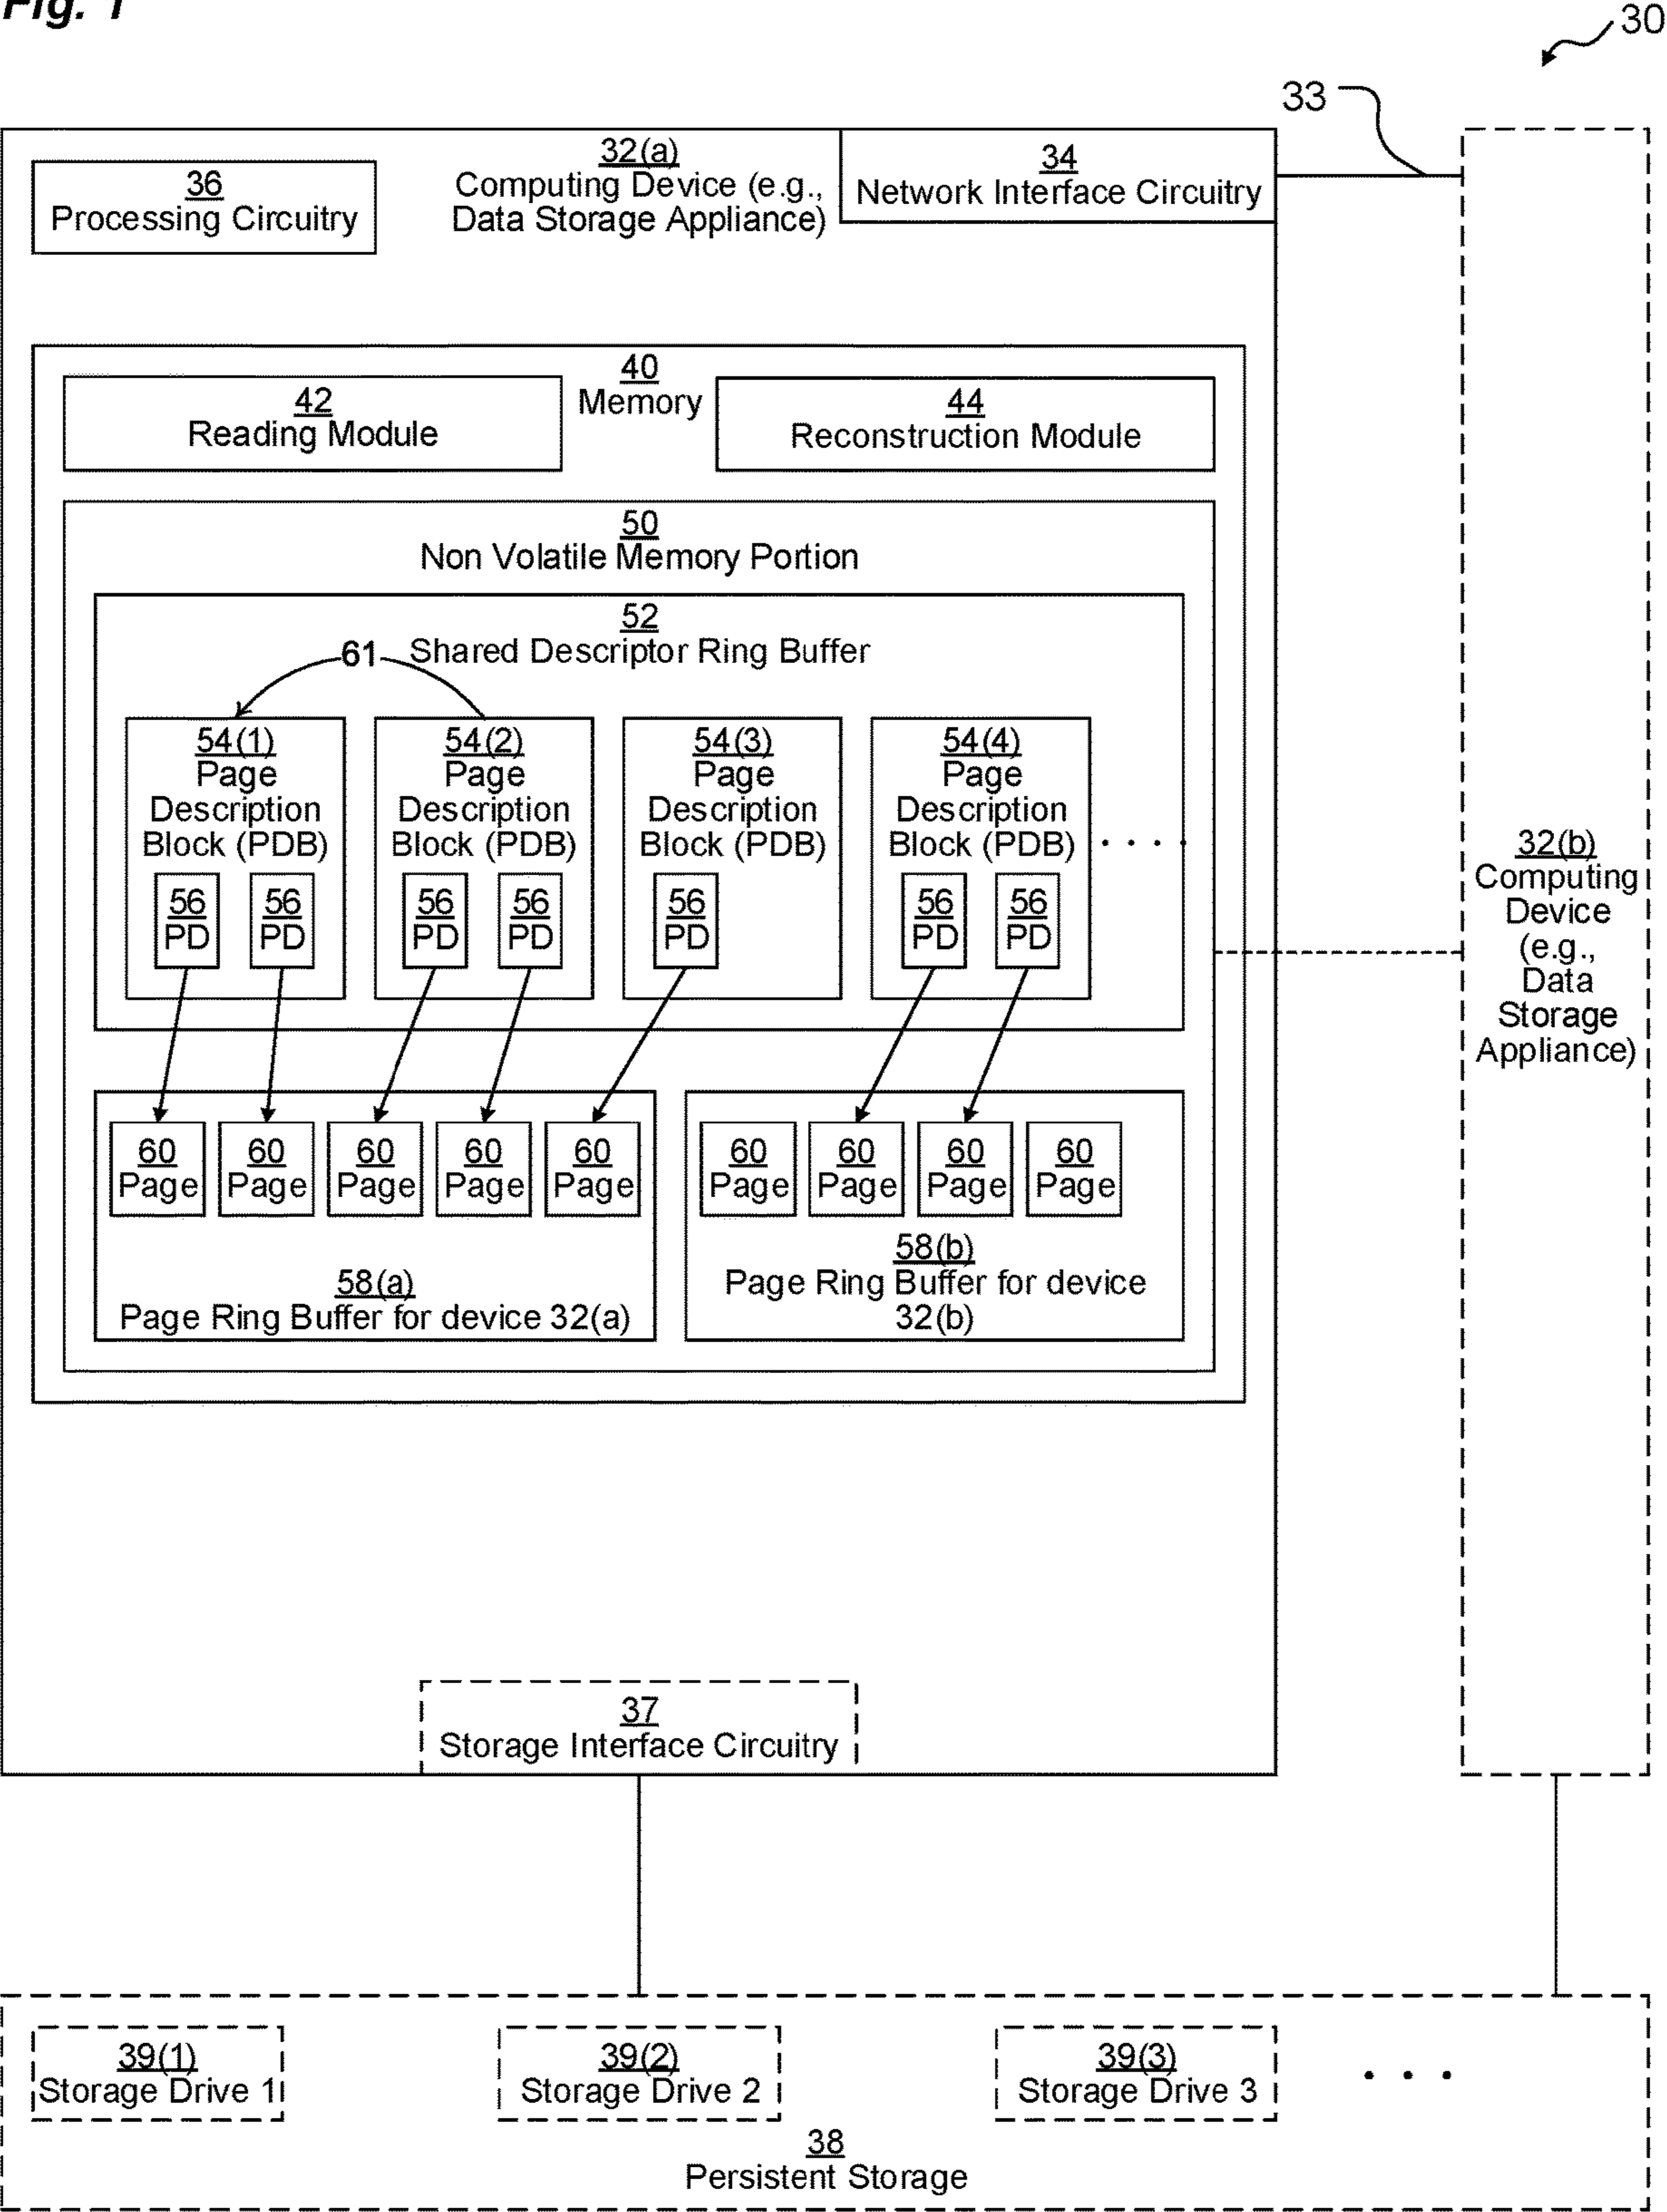 Fig. 1
30
33
32(a)
Computing Device (e.g.,
Data Storage Appliance)
34
Network Interface Circuitry
36
Processing Circuitry
40
Memory
42
Reading Module
44
Reconstruction Module
50
Non Volatile Memory Portion
52
Shared Descriptor Ring Buffer
61
54(1)
Page
Description
Block (PDB)
56
PD
56
PD
54(2)
Page
Description
Block (PDB)
56
PD
56
PD
54(3)
Page
Description
Block (PDB)
56
PD
54(4)
Page
Description
Block (PDB)
56
PD
56
PD
. . . .
32(b)
Computing
Device
(e.g.,
Data
Storage
Appliance)
60
Page
60
Page
60
Page
60
Page
60
Page
58(a)
Page Ring Buffer for device 32(a)
60
Page
60
Page
60
Page
60
Page
58(b)
Page Ring Buffer for device
32(b)
37
Storage Interface Circuitry
39(1)
Storage Drive 1
39(2)
Storage Drive 2
39(3)
Storage Drive 3
. . .
38
Persistent Storage